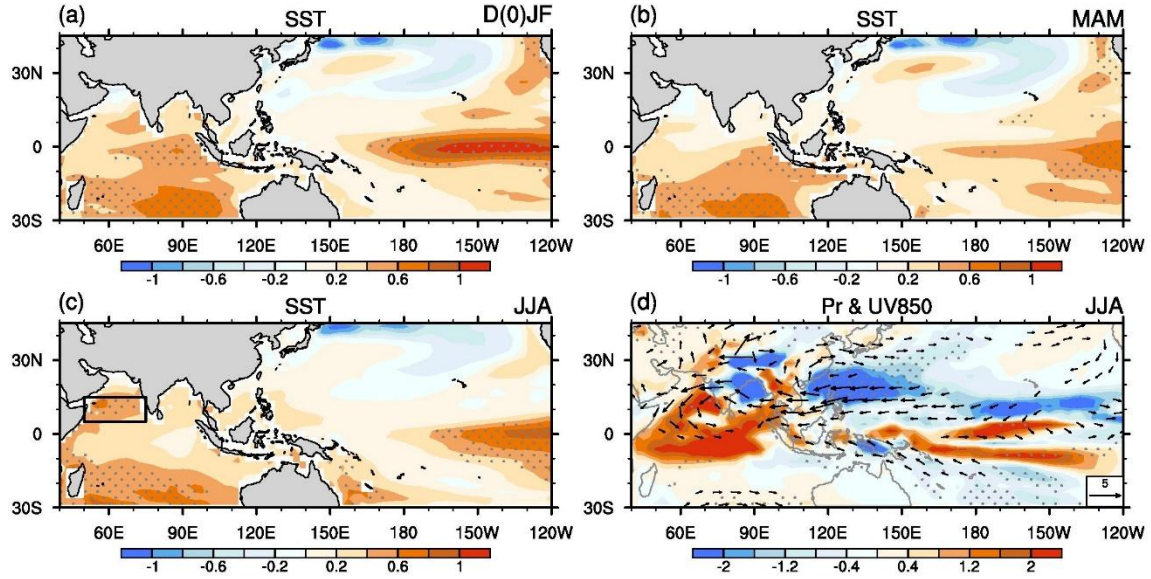 (a) SST D(0)JF
30N
0
30S
60E 90E 120E 150E 180 150W 120W
-1 -0.6 -0.2 0.2 0.6 1
(b) SST MAM
30N
0
30S
60E 90E 120E 150E 180 150W 120W
-1 -0.6 -0.2 0.2 0.6 1
(c) SST JJA
30N
0
30S
60E 90E 120E 150E 180 150W 120W
-1 -0.6 -0.2 0.2 0.6 1
(d) Pr & UV850 JJA
30N
0
30S
5
60E 90E 120E 150E 180 150W 120W
-2 -1.2 -0.4 0.4 1.2 2